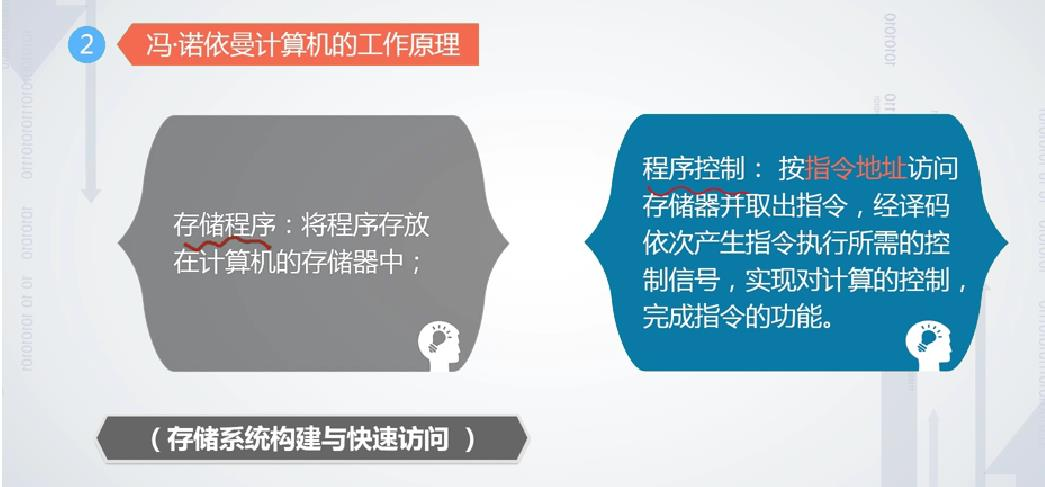 2
冯·诺依曼计算机的工作原理
存储程序：将程序存放
在计算机的存储器中；
程序控制： 按指令地址访问
存储器并取出指令，经译码
依次产生指令执行所需的控
制信号，实现对计算的控制，
完成指令的功能。
（存储系统构建与快速访问 ）